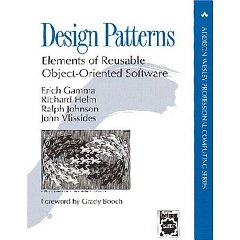 Design Patterns
Elements of Reusable
Object-Oriented Software
Erich Gamma
Richard Helm
Ralph Johnson
John Vlissides
Foreword by Grady Booch
ADDISON-WESLEY PROFESSIONAL COMPUTING SERIES